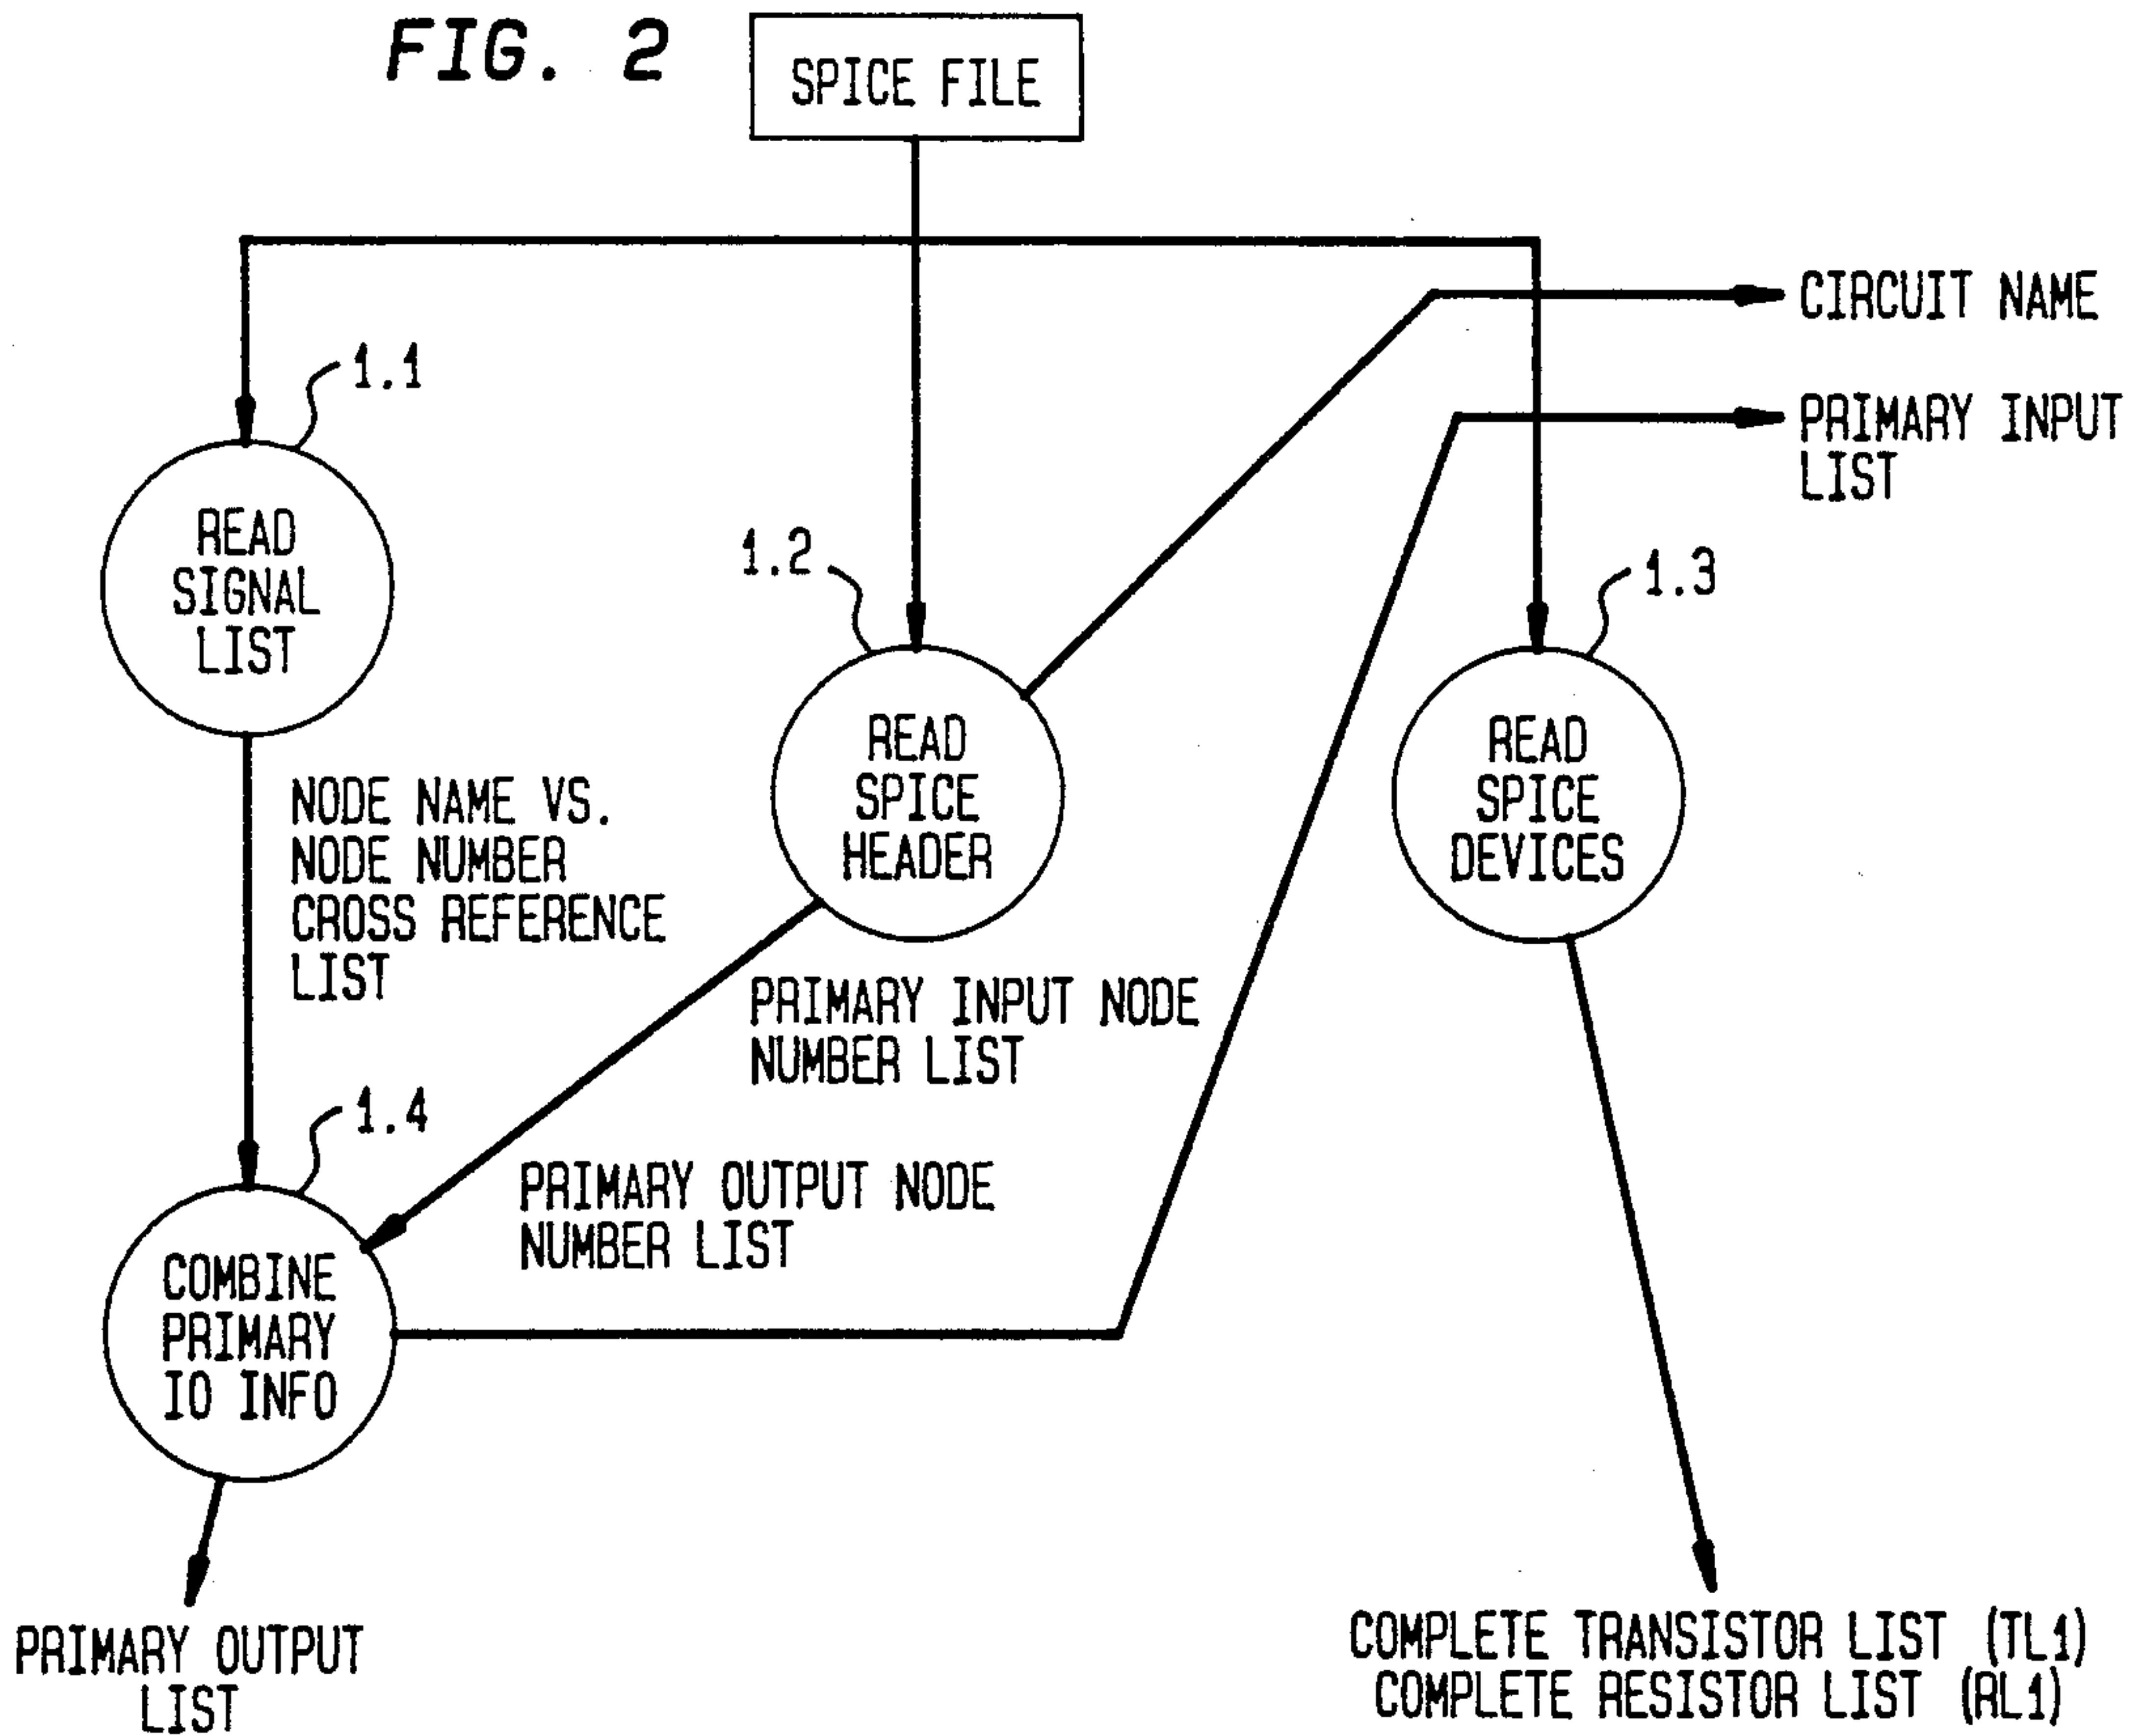 FIG. 2
SPICE FILE
CIRCUIT NAME
1.1
PRIMARY INPUT
LIST
READ
SIGNAL
LIST
1.2
1.3
READ
SPICE
HEADER
READ
SPICE
DEVICES
NODE NAME VS.
NODE NUMBER
CROSS REFERENCE
LIST
PRIMARY INPUT NODE
NUMBER LIST
1.4
PRIMARY OUTPUT NODE
NUMBER LIST
COMBINE
PRIMARY
IO INFO
PRIMARY OUTPUT
LIST
COMPLETE TRANSISTOR LIST (TL1)
COMPLETE RESISTOR LIST (RL1)